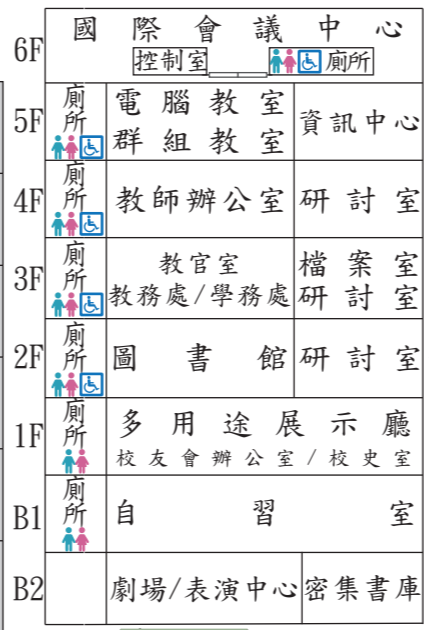 6F
國際會議中心
控制室 廁所
5F 廁所 電腦教室 資訊中心
群組教室
4F 廁所 教師辦公室 研討室
3F 廁所 教官室 檔案室
教務處/學務處 研討室
2F 廁所 圖書館 研討室
1F 廁所 多用途展示廳
校友會辦公室/校史室
B1 廁所 自習室
B2 劇場/表演中心 密集書庫